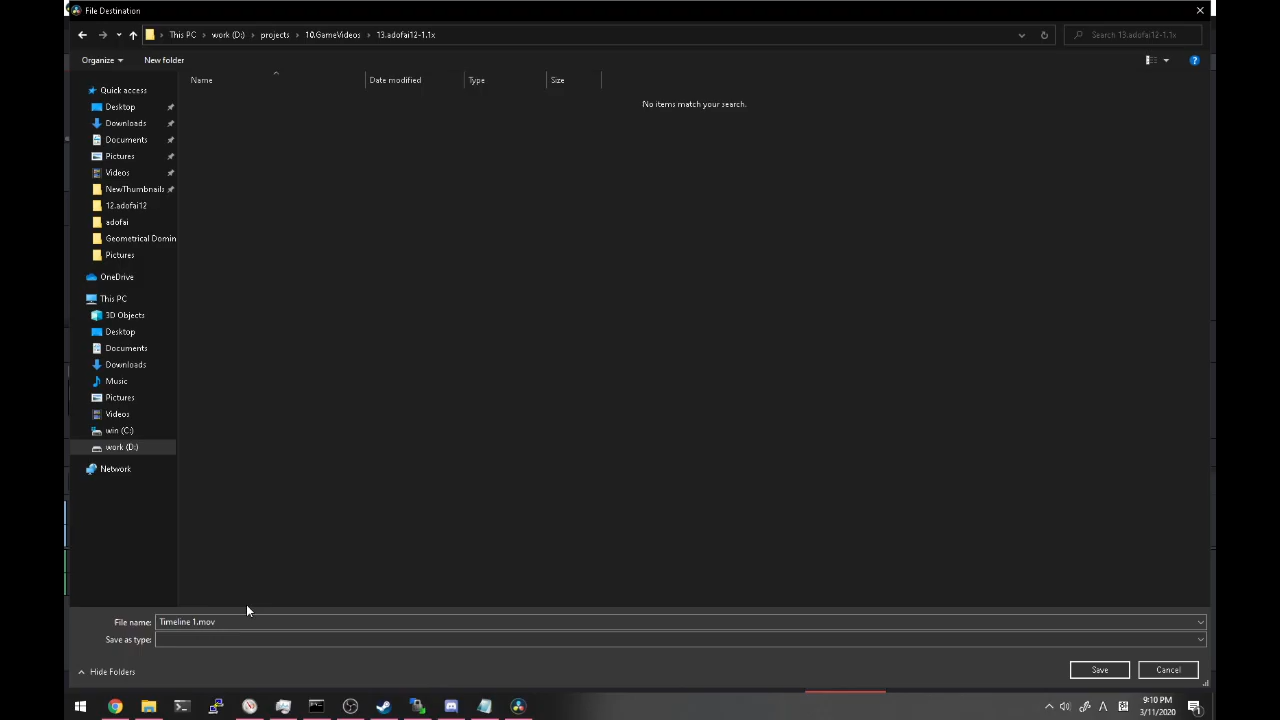 File Destination
This PC > work (D:) > projects > 10.GameVideos > 13.adofai12-1.1x
Search 13.adofai12-1.1x
Organize
New folder
Name
Date modified
Type
Size
No items match your search.
Quick access
Desktop
Downloads
Documents
Pictures
Videos
NewThumbnails
12.adofai12
adofai
Geometrical Domin
Pictures
OneDrive
This PC
3D Objects
Desktop
Documents
Downloads
Music
Pictures
Videos
win (C:)
work (D:)
Network
File name: Timeline 1.mov
Save as type:
Hide Folders
Save
Cancel
9:10 PM
3/11/2020